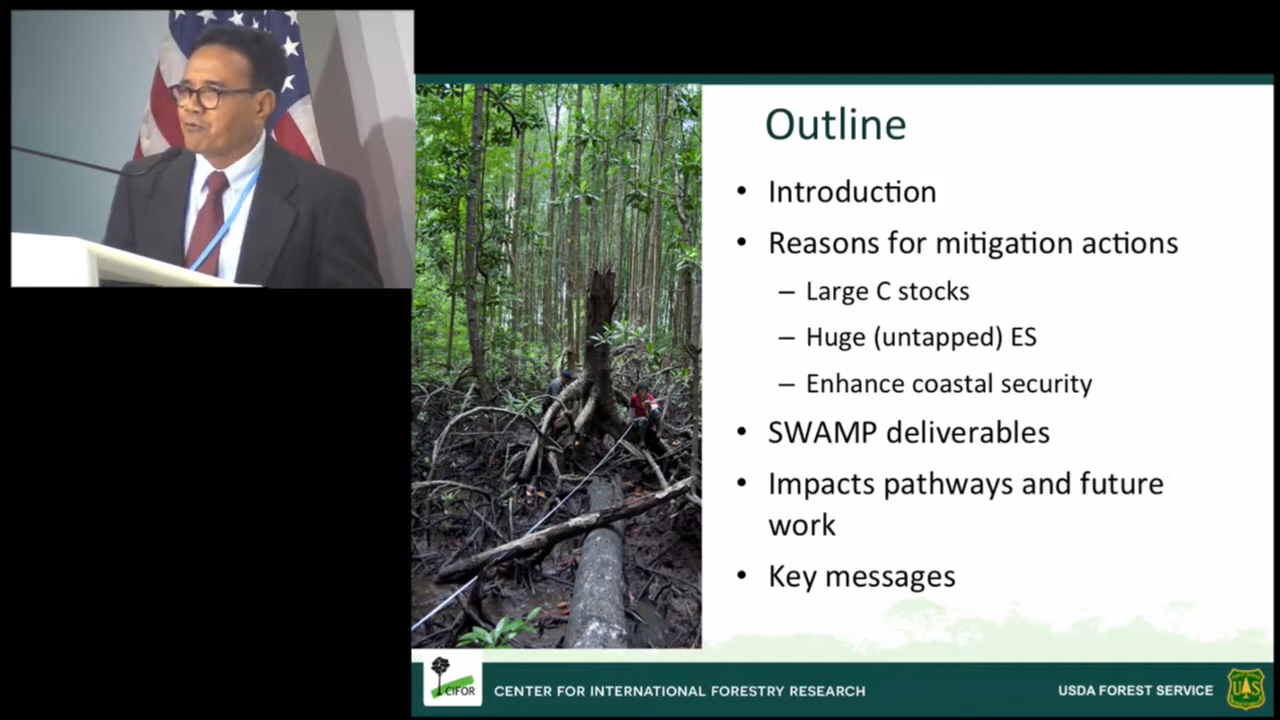 Outline
• Introduction
• Reasons for mitigation actions
– Large C stocks
– Huge (untapped) ES
– Enhance coastal security
• SWAMP deliverables
• Impacts pathways and future
work
• Key messages
CIFOR
CENTER FOR INTERNATIONAL FORESTRY RESEARCH
USDA FOREST SERVICE
UAS